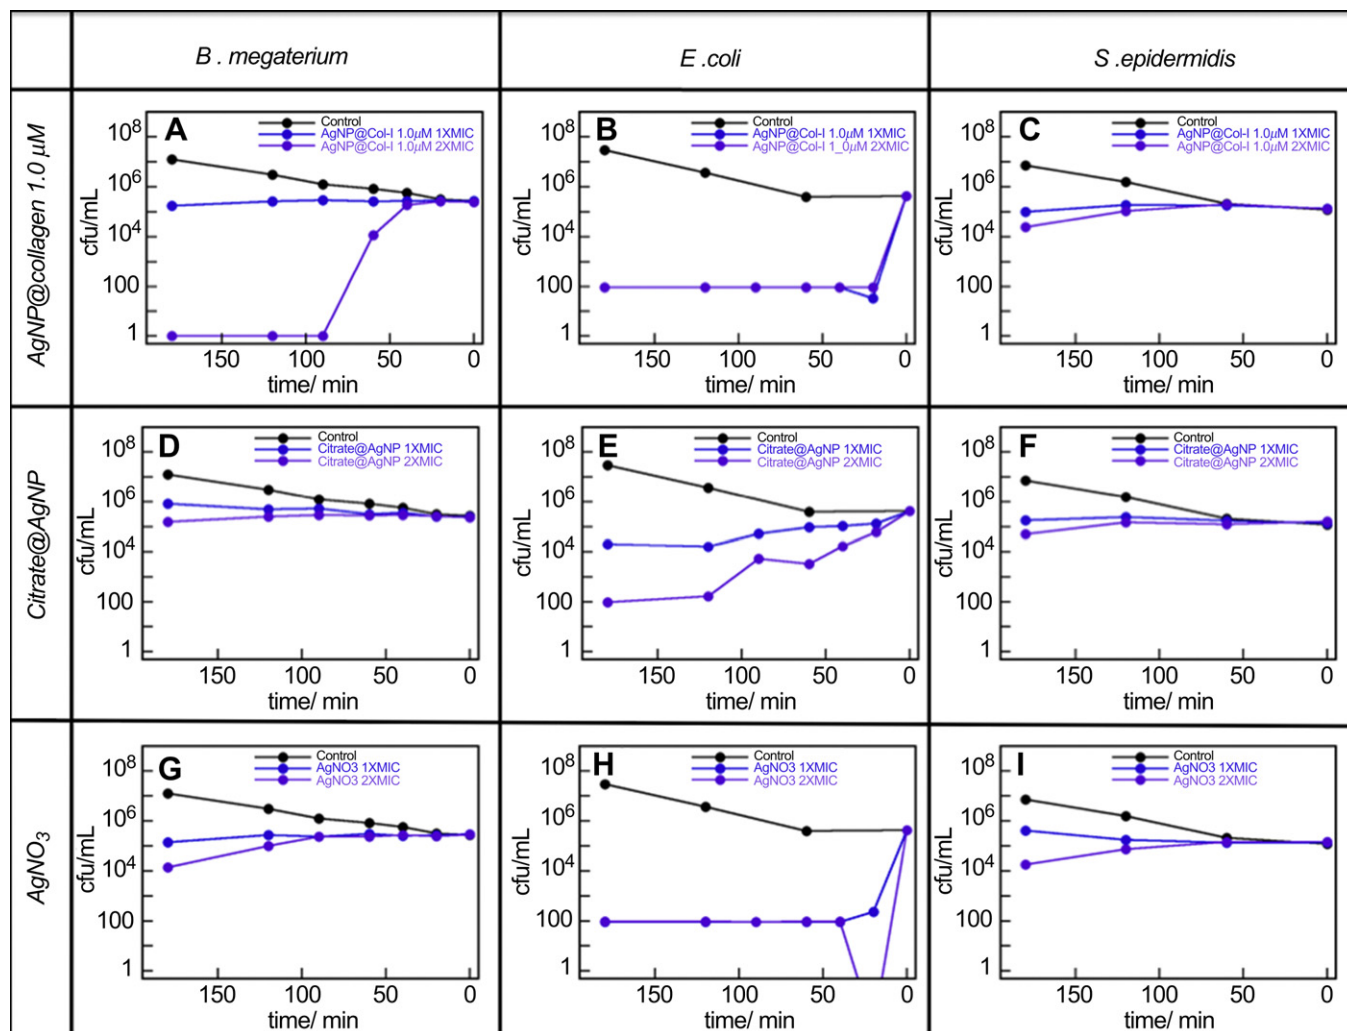 B . megaterium
E .coli
S .epidermidis
AgNP@collagen 1.0 μM
A
Control
AgNP@Col-I 1.0μM 1XMIC
AgNP@Col-I 1.0μM 2XMIC
10^8
10^6
10^4
100
1
cfu/mL
150 100 50 0
time/ min
B
Control
AgNP@Col-I 1.0μM 1XMIC
AgNP@Col-I 1_0μM 2XMIC
10^8
10^6
10^4
100
1
cfu/mL
150 100 50 0
time/ min
C
Control
AgNP@Col-I 1.0μM 1XMIC
AgNP@Col-I 1.0μM 2XMIC
10^8
10^6
10^4
100
1
cfu/mL
150 100 50 0
time/ min
Citrate@AgNP
D
Control
Citrate@AgNP 1XMIC
Citrate@AgNP 2XMIC
10^8
10^6
10^4
100
1
cfu/mL
150 100 50 0
time/ min
E
Control
Citrate@AgNP 1XMIC
Citrate@AgNP 2XMIC
10^8
10^6
10^4
100
1
cfu/mL
150 100 50 0
time/ min
F
Control
Citrate@AgNP 1XMIC
Citrate@AgNP 2XMIC
10^8
10^6
10^4
100
1
cfu/mL
150 100 50 0
time/ min
AgNO3
G
Control
AgNO3 1XMIC
AgNO3 2XMIC
10^8
10^6
10^4
100
1
cfu/mL
150 100 50 0
time/ min
H
Control
AgNO3 1XMIC
AgNO3 2XMIC
10^8
10^6
10^4
100
1
cfu/mL
150 100 50 0
time/ min
I
Control
AgNO3 1XMIC
AgNO3 2XMIC
10^8
10^6
10^4
100
1
cfu/mL
150 100 50 0
time/ min